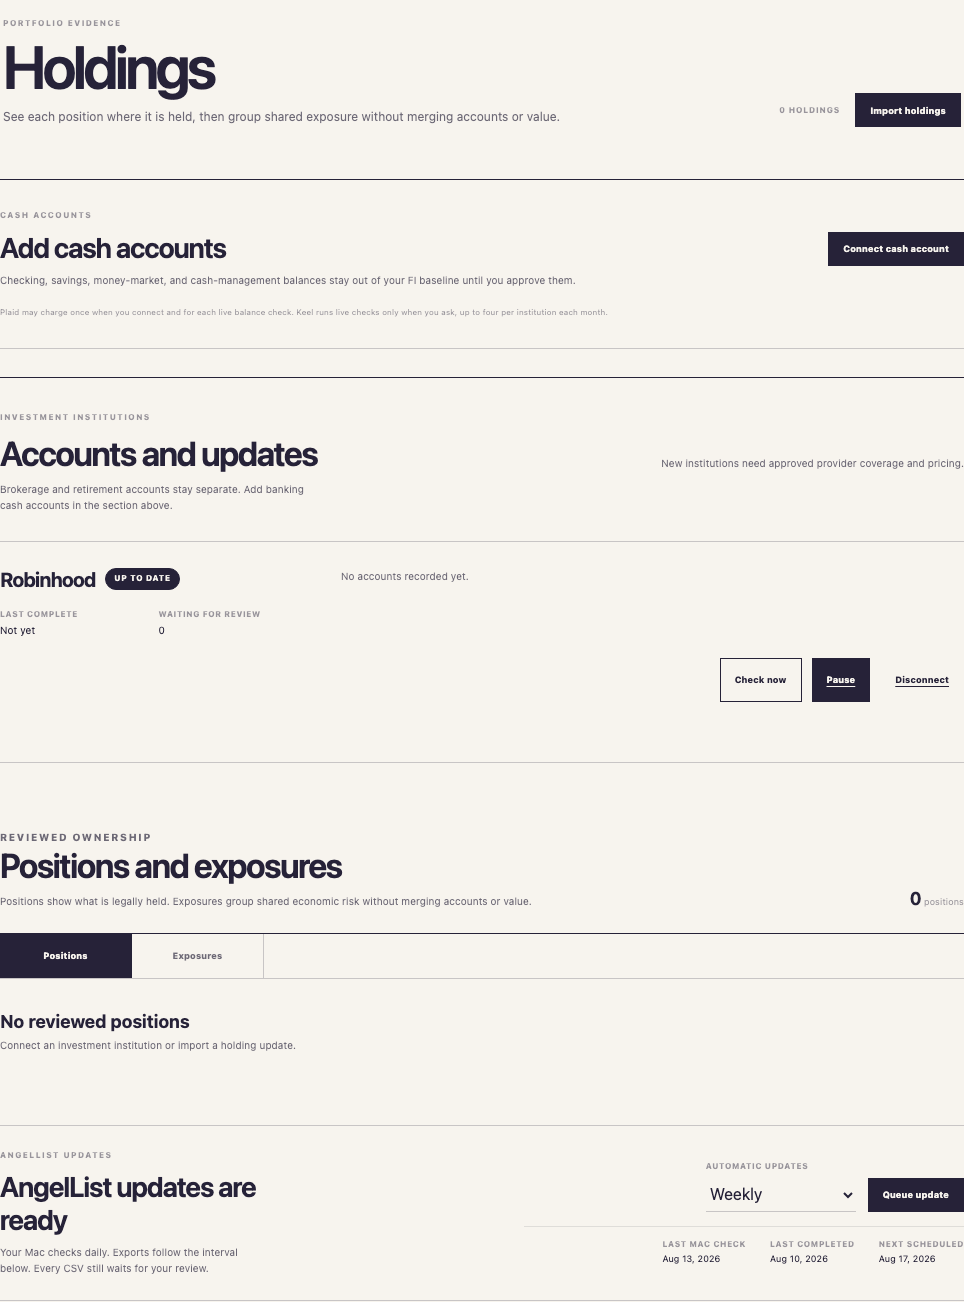 PORTFOLIO EVIDENCE
Holdings
See each position where it is held, then group shared exposure without merging accounts or value.
0 HOLDINGS
Import holdings
CASH ACCOUNTS
Add cash accounts
Connect cash account
Checking, savings, money-market, and cash-management balances stay out of your FI baseline until you approve them.
Plaid may charge once when you connect and for each live balance check. Keel runs live checks only when you ask, up to four per institution each month.
INVESTMENT INSTITUTIONS
Accounts and updates
New institutions need approved provider coverage and pricing.
Brokerage and retirement accounts stay separate. Add banking
cash accounts in the section above.
Robinhood
UP TO DATE
No accounts recorded yet.
LAST COMPLETE
Not yet
WAITING FOR REVIEW
0
Check now
Pause
Disconnect
REVIEWED OWNERSHIP
Positions and exposures
Positions show what is legally held. Exposures group shared economic risk without merging accounts or value.
0 positions
Positions
Exposures
No reviewed positions
Connect an investment institution or import a holding update.
ANGELLIST UPDATES
AngelList updates are
ready
Your Mac checks daily. Exports follow the interval
below. Every CSV still waits for your review.
AUTOMATIC UPDATES
Weekly
Queue update
LAST MAC CHECK
Aug 13, 2026
LAST COMPLETED
Aug 10, 2026
NEXT SCHEDULED
Aug 17, 2026